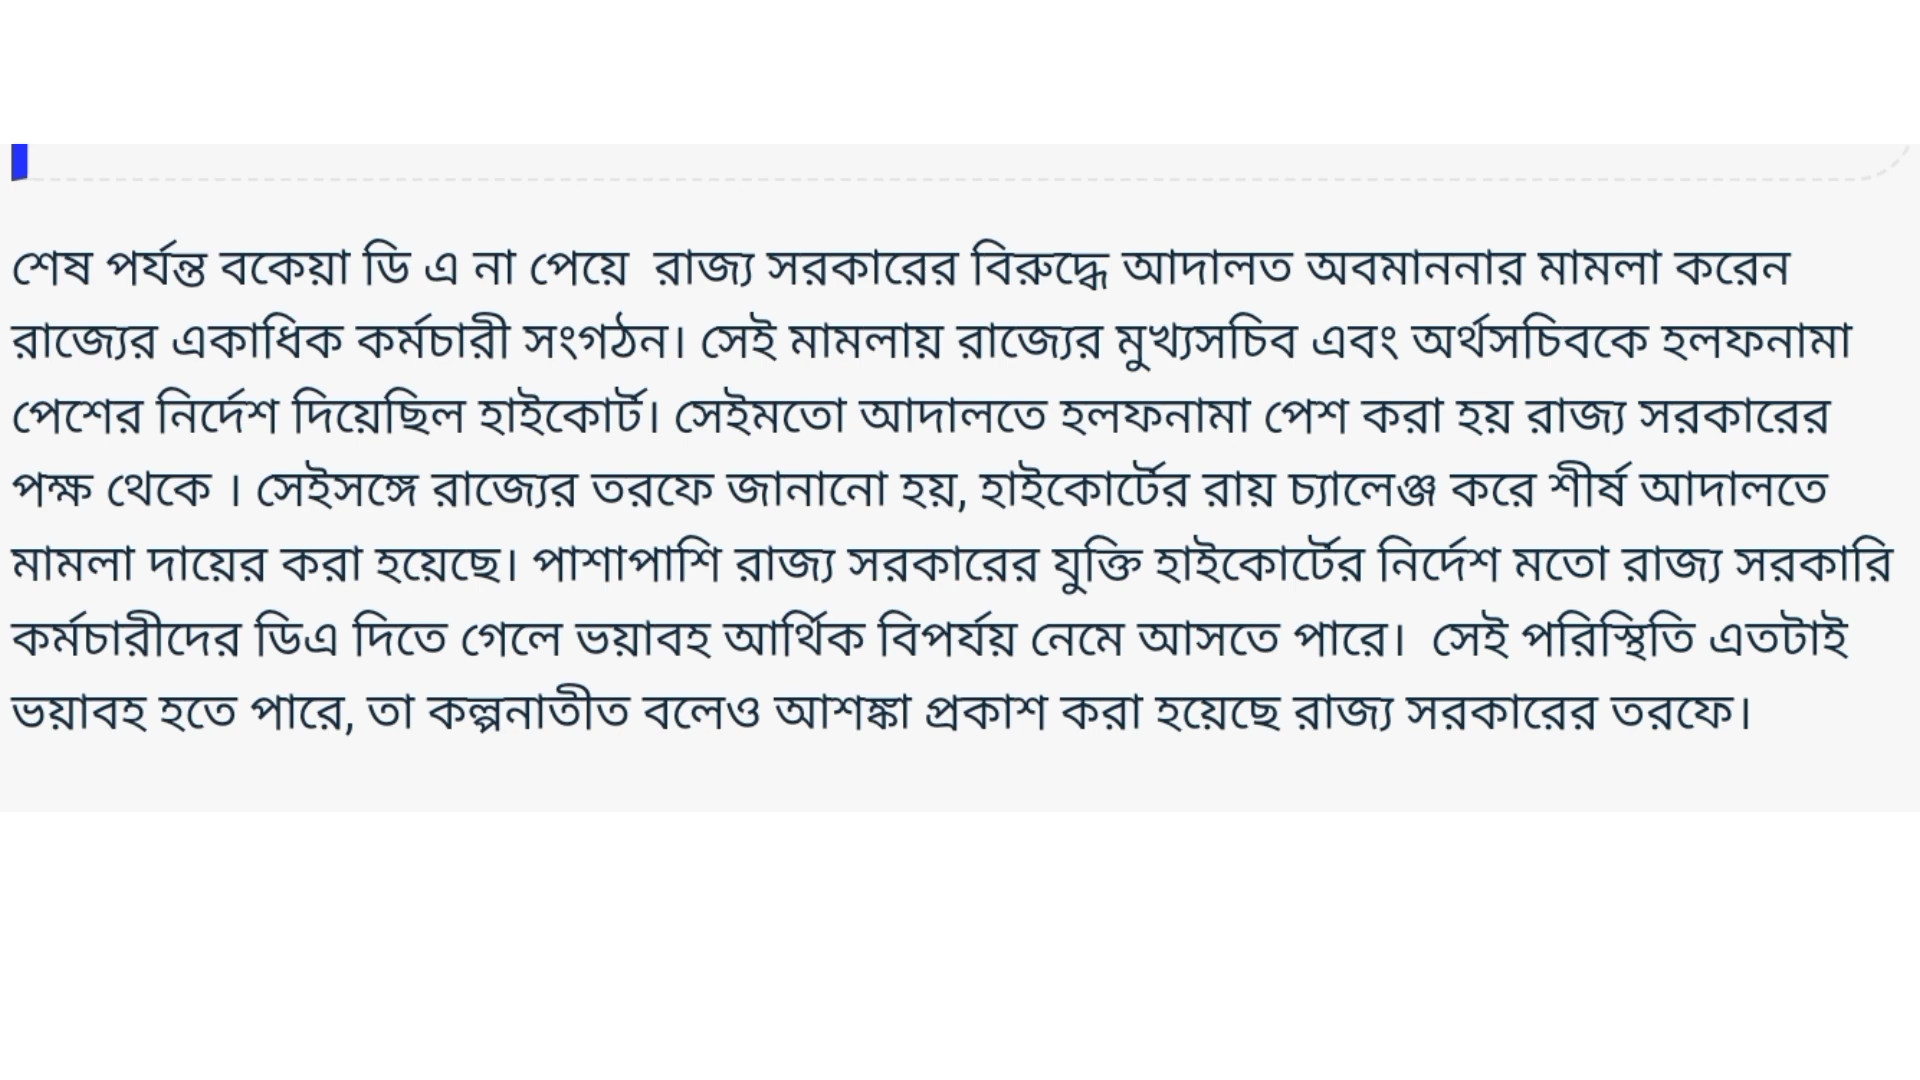 শেষ পর্যন্ত বকেয়া ডি এ না পেয়ে  রাজ্য সরকারের বিরুদ্ধে আদালত অবমাননার মামলা করেন
রাজ্যের একাধিক কর্মচারী সংগঠন। সেই মামলায় রাজ্যের মুখ্যসচিব এবং অর্থসচিবকে হলফনামা
পেশের নির্দেশ দিয়েছিল হাইকোর্ট। সেইমতো আদালতে হলফনামা পেশ করা হয় রাজ্য সরকারের
পক্ষ থেকে । সেইসঙ্গে রাজ্যের তরফে জানানো হয়, হাইকোর্টের রায় চ্যালেঞ্জ করে শীর্ষ আদালতে
মামলা দায়ের করা হয়েছে। পাশাপাশি রাজ্য সরকারের যুক্তি হাইকোর্টের নির্দেশ মতো রাজ্য সরকারি
কর্মচারীদের ডিএ দিতে গেলে ভয়াবহ আর্থিক বিপর্যয় নেমে আসতে পারে।  সেই পরিস্থিতি এতটাই
ভয়াবহ হতে পারে, তা কল্পনাতীত বলেও আশঙ্কা প্রকাশ করা হয়েছে রাজ্য সরকারের তরফে।